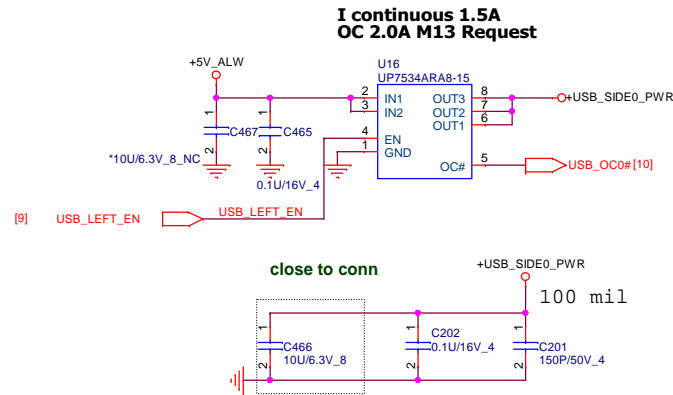 I continuous 1.5A
OC 2.0A M13 Request
+5V_ALW
U16
UP7534ARA8-15
2 IN1 OUT3 8 +USB_SIDE0_PWR
3 IN2 OUT2 7
OUT1 6
4 EN
1 GND
OC# 5 USB_OC0# [10]
1 C467 2
*10U/6.3V_8_NC
1 C465 2
0.1U/16V_4
[9] USB_LEFT_EN USB_LEFT_EN
close to conn
+USB_SIDE0_PWR
100 mil
1 C466 2
10U/6.3V_8
1 C202 2
0.1U/16V_4
1 C201 2
150P/50V_4